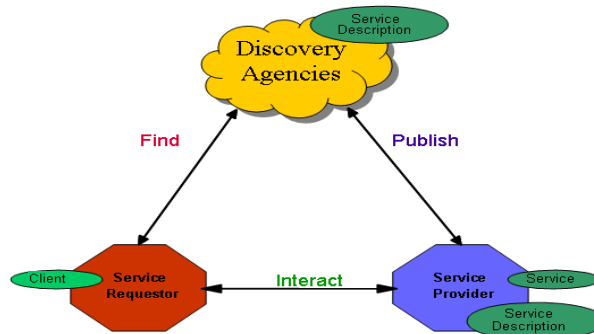 Service
Description
Discovery
Agencies
Find
Publish
Client
Service
Requestor
Interact
Service
Provider
Service
Service
Description